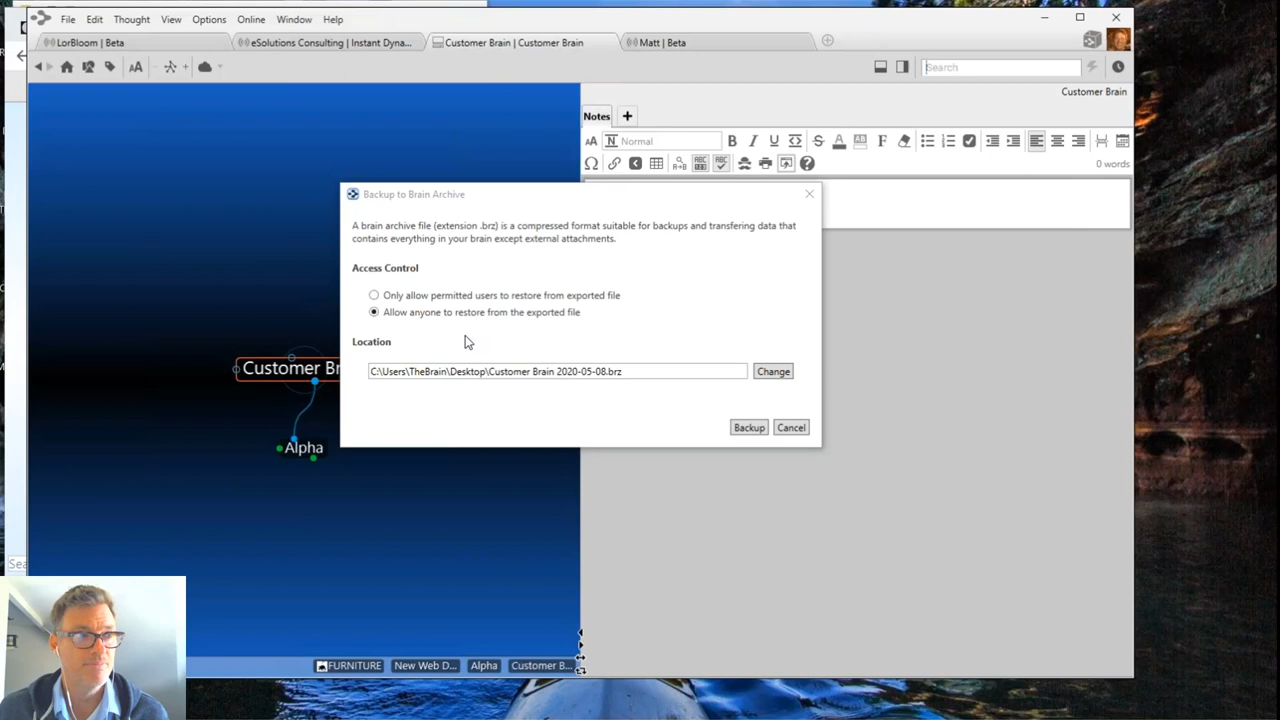 File Edit Thought View Options Online Window Help
LorBloom | Beta
eSolutions Consulting | Instant Dyna...
Customer Brain | Customer Brain
Matt | Beta
Search
Customer Brain
Notes
Normal
0 words
Backup to Brain Archive
A brain archive file (extension .brz) is a compressed format suitable for backups and transfering data that
contains everything in your brain except external attachments.
Access Control
Only allow permitted users to restore from exported file
Allow anyone to restore from the exported file
Location
C:\Users\TheBrain\Desktop\Customer Brain 2020-05-08.brz
Change
Backup Cancel
Customer Br
Alpha
Sea
FURNITURE New Web D... Alpha Customer B...